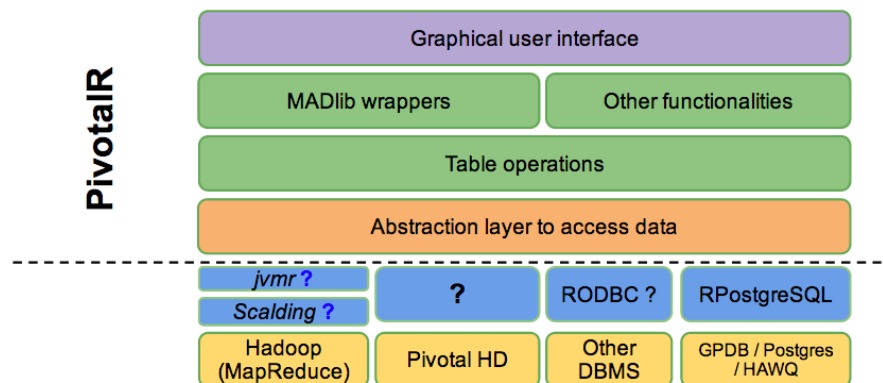 PivotalR
Graphical user interface
MADlib wrappers
Other functionalities
Table operations
Abstraction layer to access data
jvmr ?
Scalding ?
?
RODBC ?
RPostgreSQL
Hadoop
(MapReduce)
Pivotal HD
Other
DBMS
GPDB / Postgres
/ HAWQ